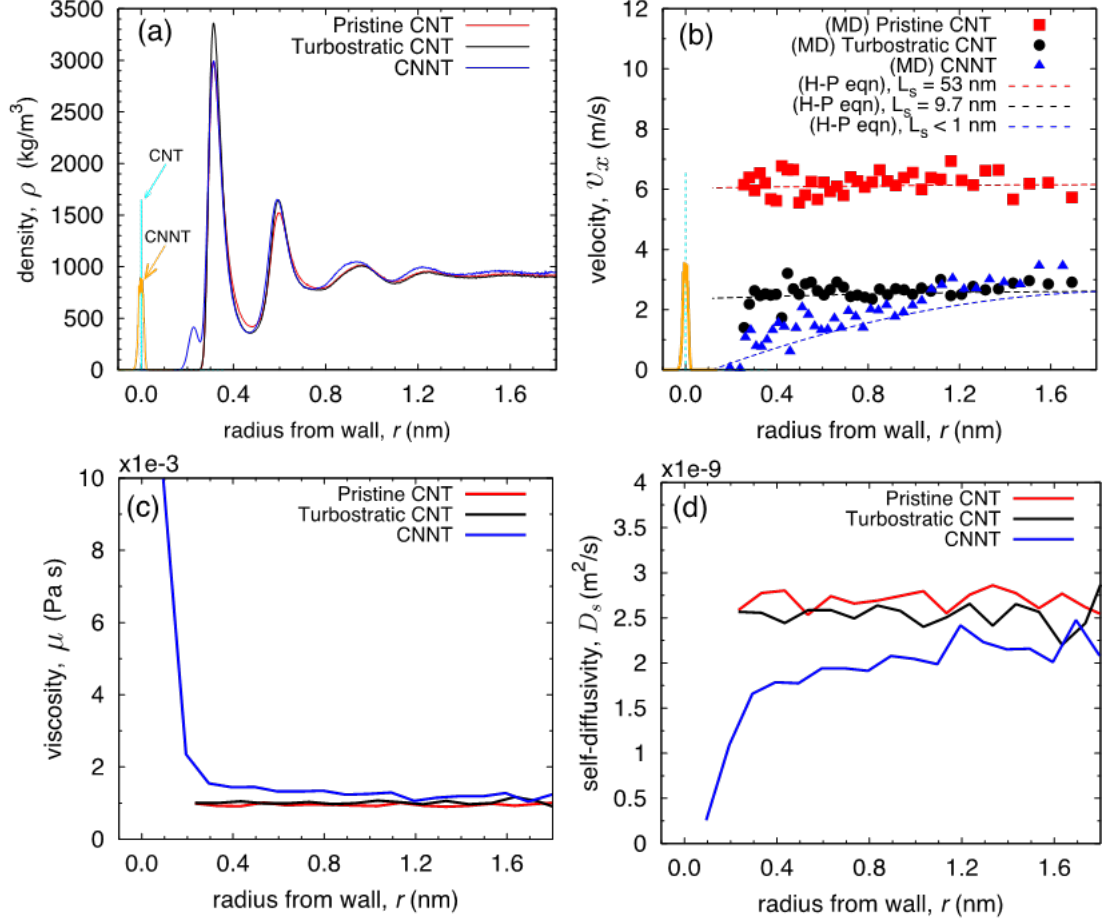 (a)
Pristine CNT
Turbostratic CNT
CNNT
CNT
CNNT
3500
3000
2500
2000
1500
1000
500
0
0.0 0.4 0.8 1.2 1.6
density, ρ (kg/m³)
radius from wall, r (nm)
(b)
(MD) Pristine CNT
(MD) Turbostratic CNT
(MD) CNNT
(H-P eqn), Lₛ = 53 nm
(H-P eqn), Lₛ = 9.7 nm
(H-P eqn), Lₛ < 1 nm
12
10
8
6
4
2
0
0.0 0.4 0.8 1.2 1.6
velocity, vₓ (m/s)
radius from wall, r (nm)
x1e-3
(c)
Pristine CNT
Turbostratic CNT
CNNT
10
8
6
4
2
0
0.0 0.4 0.8 1.2 1.6
viscosity, μ (Pa s)
radius from wall, r (nm)
x1e-9
(d)
Pristine CNT
Turbostratic CNT
CNNT
4
3.5
3
2.5
2
1.5
1
0.5
0
0.0 0.4 0.8 1.2 1.6
self-diffusivity, Dₛ (m²/s)
radius from wall, r (nm)